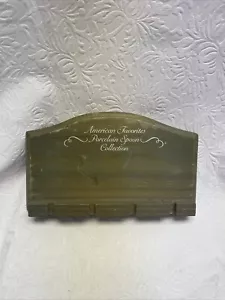 American Favorites
Porcelain Spoon
Collection